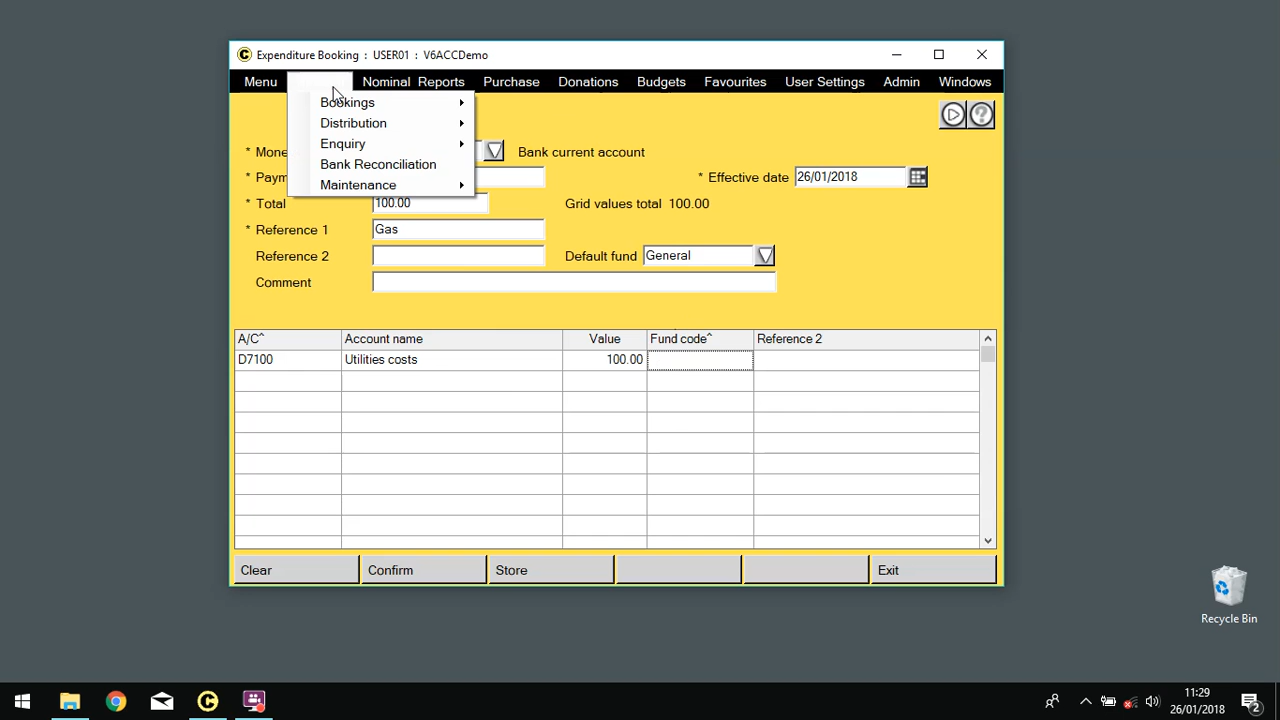 Expenditure Booking : USER01 : V6ACCDemo
Menu Nominal Reports Purchase Donations Budgets Favourites User Settings Admin Windows
Bookings
Distribution
Enquiry
Bank Reconciliation
Maintenance
Bank current account
* Effective date 26/01/2018
* Total 100.00 Grid values total 100.00
* Reference 1 Gas
Reference 2 Default fund General
Comment
A/C^ Account name Value Fund code^ Reference 2
D7100 Utilities costs 100.00
Clear Confirm Store Exit
Recycle Bin
11:29
26/01/2018
2